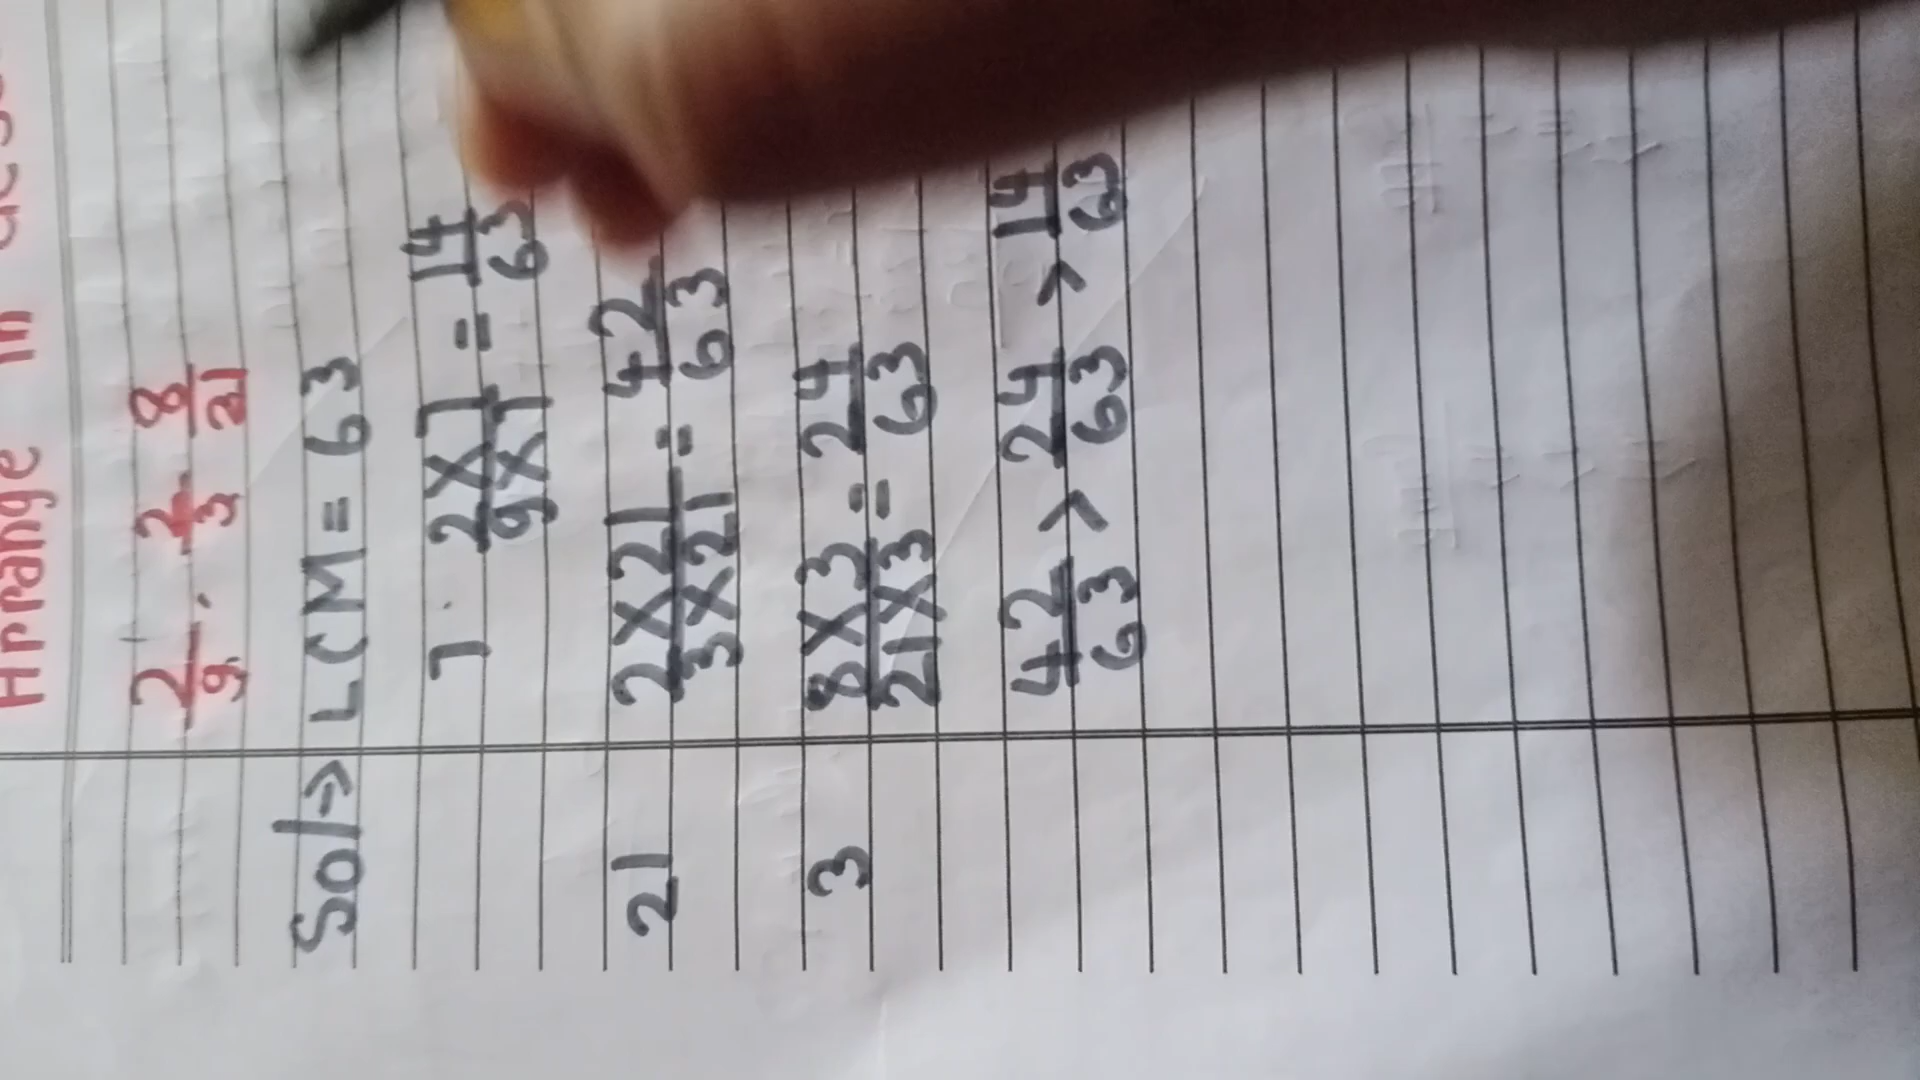 Arrange in
2/9, 2/3, 8/21
Sol→ LCM = 63
7 2×7/9×7 = 14/63
21 2×21/3×21 = 42/63
3 8×3/21×3 = 24/63
42/63 > 24/63 > 14/63